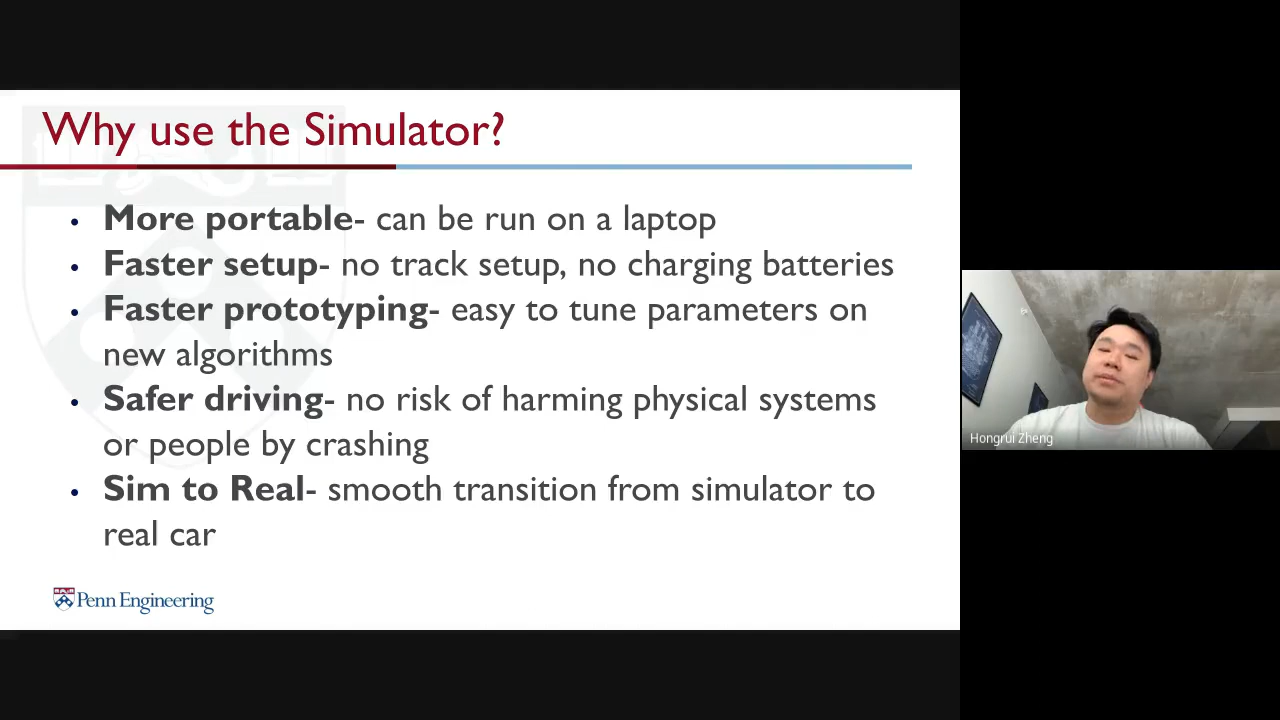 Why use the Simulator?
• More portable- can be run on a laptop
• Faster setup- no track setup, no charging batteries
• Faster prototyping- easy to tune parameters on
new algorithms
• Safer driving- no risk of harming physical systems
or people by crashing
• Sim to Real- smooth transition from simulator to
real car
Penn Engineering
Hongrui Zheng